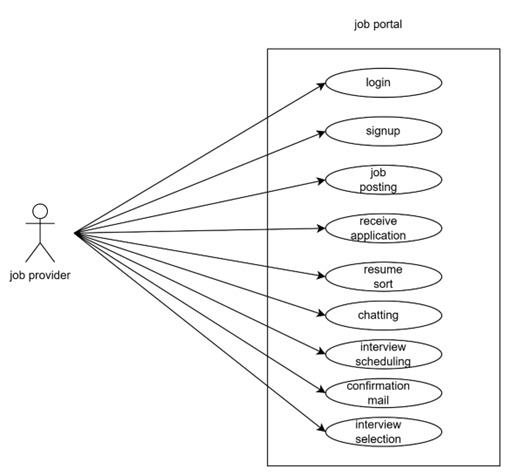 job portal
login
signup
job
posting
receive
application
resume
sort
chatting
interview
scheduling
confirmation
mail
interview
selection
job provider